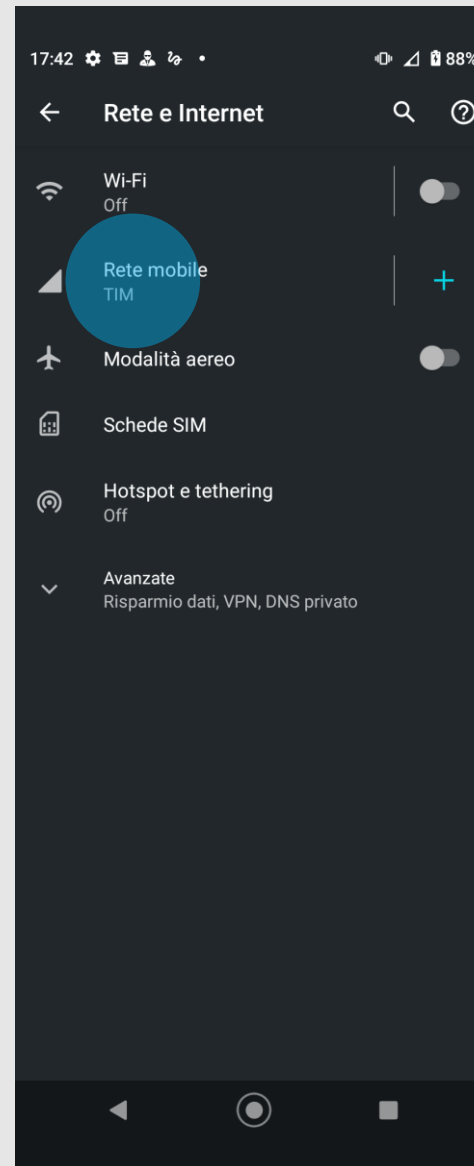 17:42
88%
Rete e Internet
Wi-Fi
Off
Rete mobile
TIM
Modalità aereo
Schede SIM
Hotspot e tethering
Off
Avanzate
Risparmio dati, VPN, DNS privato